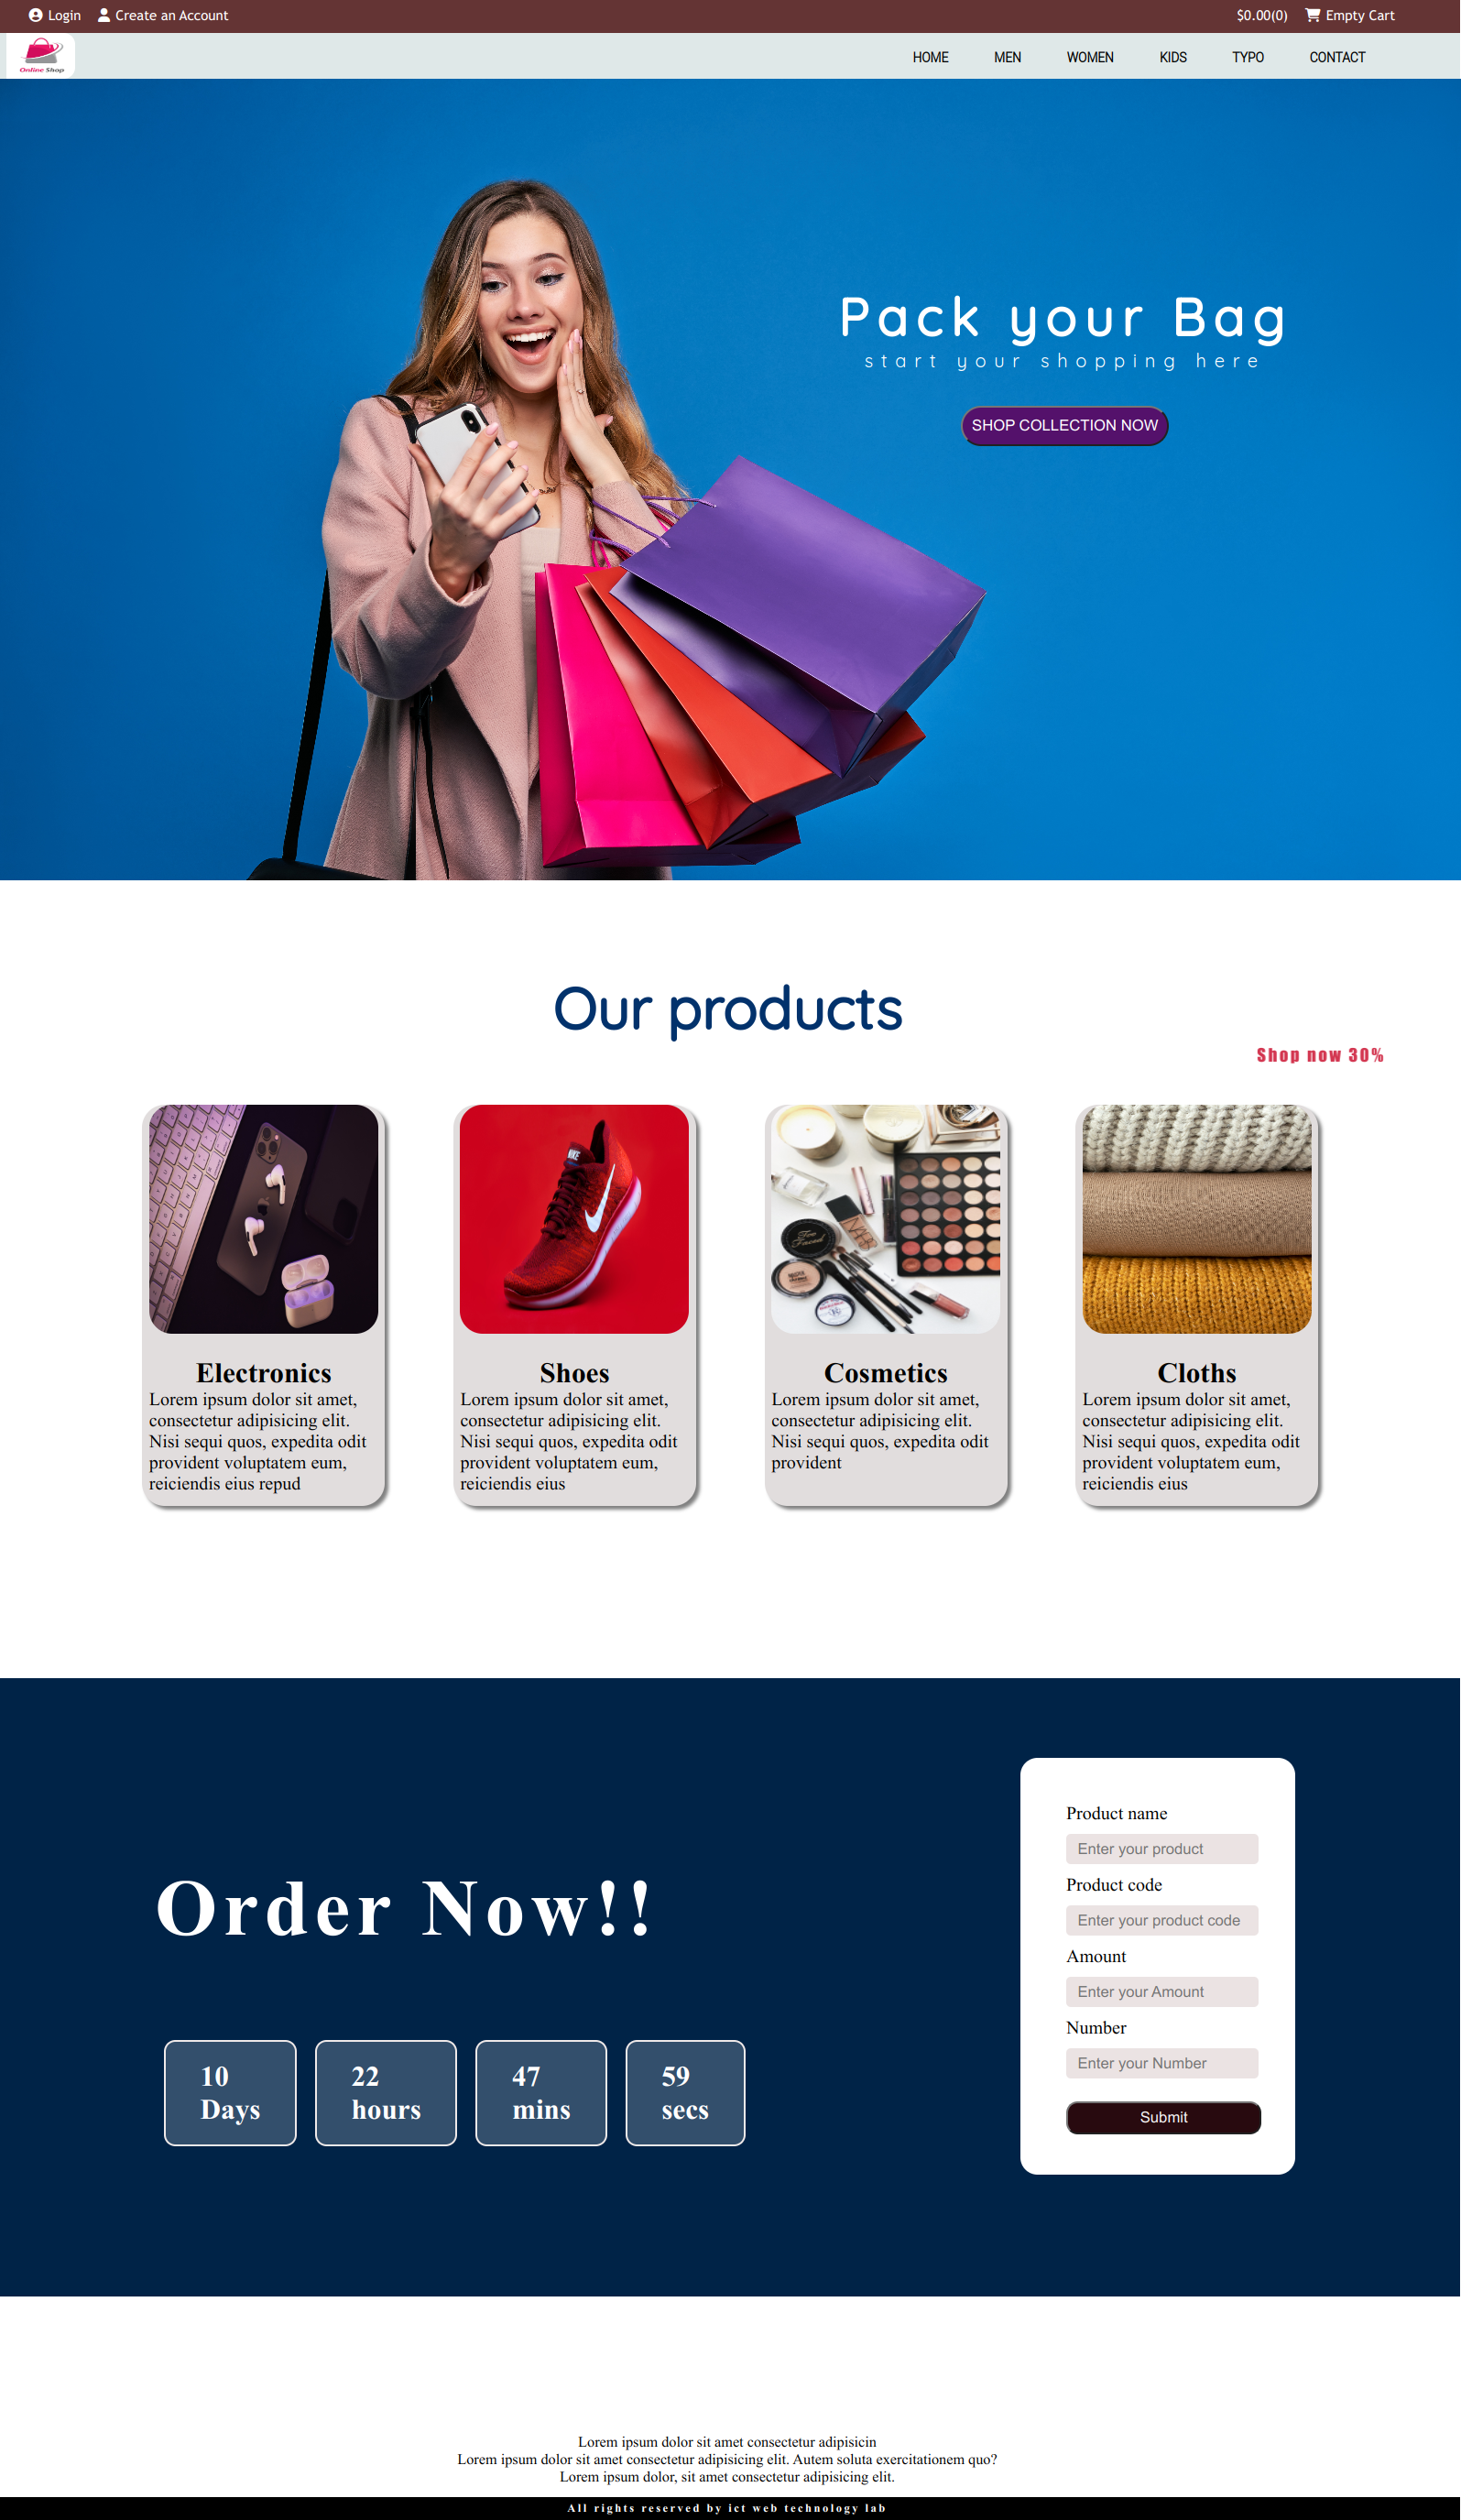 Login Create an Account $0.00(0) Empty Cart
Online Shop
HOME MEN WOMEN KIDS TYPO CONTACT
Pack your Bag
start your shopping here
SHOP COLLECTION NOW
Our products
Shop now 30%
Electronics
Lorem ipsum dolor sit amet,
consectetur adipisicing elit.
Nisi sequi quos, expedita odit
provident voluptatem eum,
reiciendis eius repud
NIKE
Shoes
Lorem ipsum dolor sit amet,
consectetur adipisicing elit.
Nisi sequi quos, expedita odit
provident voluptatem eum,
reiciendis eius
NARS
Too Faced
Cosmetics
Lorem ipsum dolor sit amet,
consectetur adipisicing elit.
Nisi sequi quos, expedita odit
provident
Cloths
Lorem ipsum dolor sit amet,
consectetur adipisicing elit.
Nisi sequi quos, expedita odit
provident voluptatem eum,
reiciendis eius
Order Now!!
10
Days
22
hours
47
mins
59
secs
Product name
Enter your product
Product code
Enter your product code
Amount
Enter your Amount
Number
Enter your Number
Submit
Lorem ipsum dolor sit amet consectetur adipisicin
Lorem ipsum dolor sit amet consectetur adipisicing elit. Autem soluta exercitationem quo?
Lorem ipsum dolor, sit amet consectetur adipisicing elit.
All rights reserved by ict web technology lab